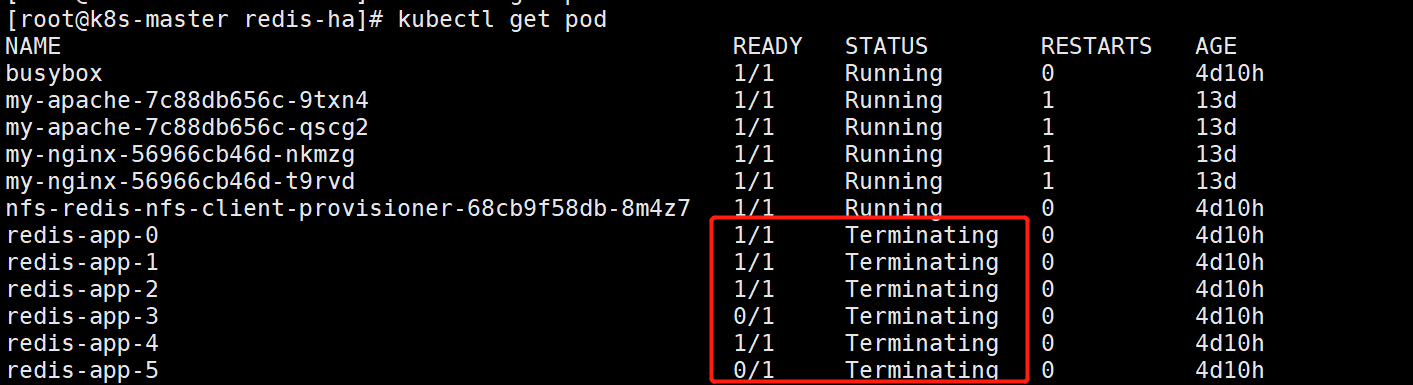 [root@k8s-master redis-ha]# kubectl get pod
NAME READY STATUS RESTARTS AGE
busybox 1/1 Running 0 4d10h
my-apache-7c88db656c-9txn4 1/1 Running 1 13d
my-apache-7c88db656c-qscg2 1/1 Running 1 13d
my-nginx-56966cb46d-nkmzg 1/1 Running 1 13d
my-nginx-56966cb46d-t9rvd 1/1 Running 1 13d
nfs-redis-nfs-client-provisioner-68cb9f58db-8m4z7 1/1 Running 0 4d10h
redis-app-0 1/1 Terminating 0 4d10h
redis-app-1 1/1 Terminating 0 4d10h
redis-app-2 1/1 Terminating 0 4d10h
redis-app-3 0/1 Terminating 0 4d10h
redis-app-4 1/1 Terminating 0 4d10h
redis-app-5 0/1 Terminating 0 4d10h